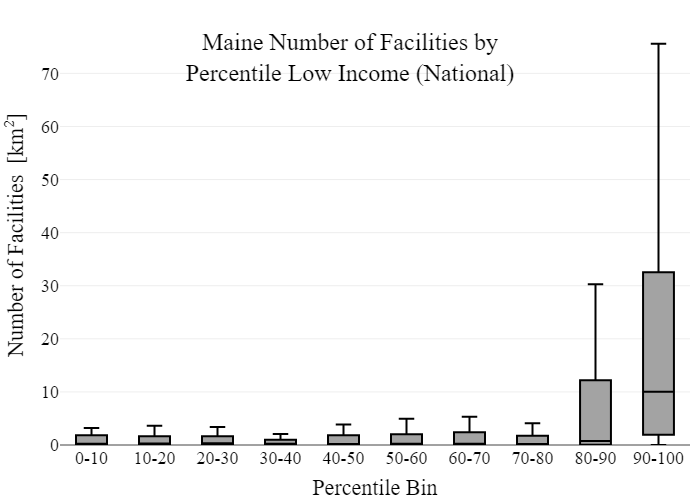 Maine Number of Facilities by
Percentile Low Income (National)
Number of Facilities [km²]
70
60
50
40
30
20
10
0
0-10 10-20 20-30 30-40 40-50 50-60 60-70 70-80 80-90 90-100
Percentile Bin